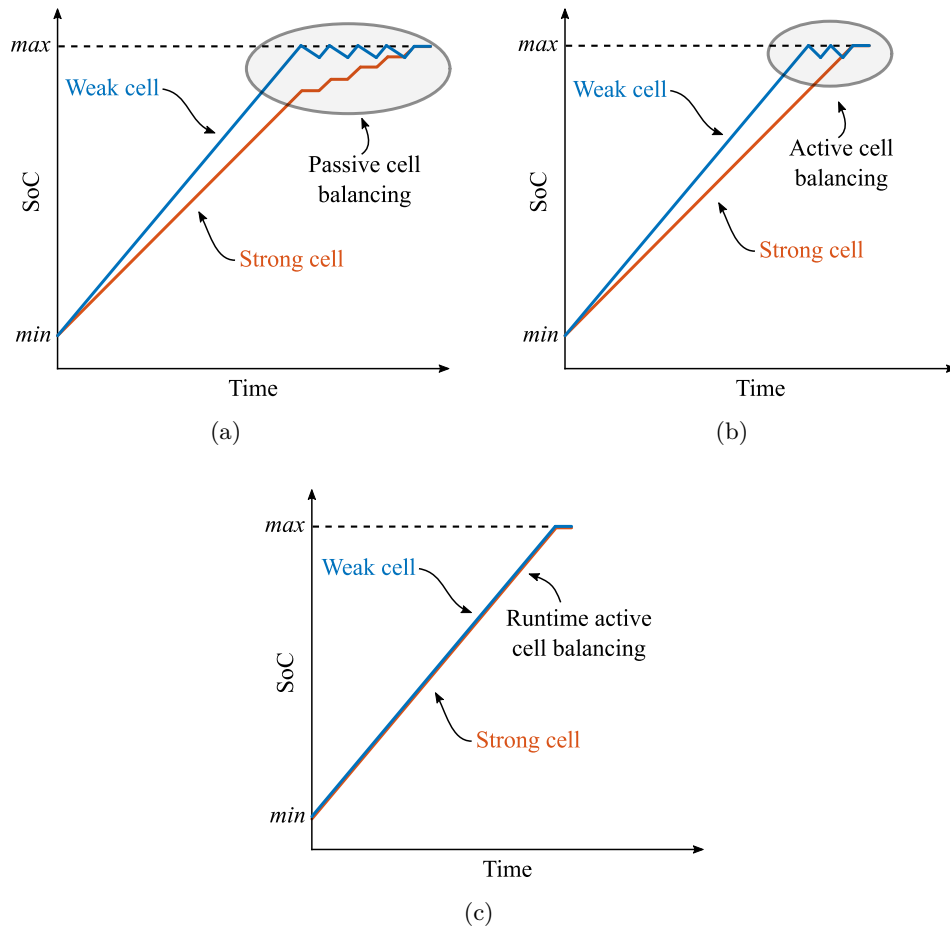 max
Weak cell
Passive cell
balancing
SoC
Strong cell
min
Time
(a)
max
Weak cell
Active cell
balancing
SoC
Strong cell
min
Time
(b)
max
Weak cell
Runtime active
cell balancing
SoC
Strong cell
min
Time
(c)